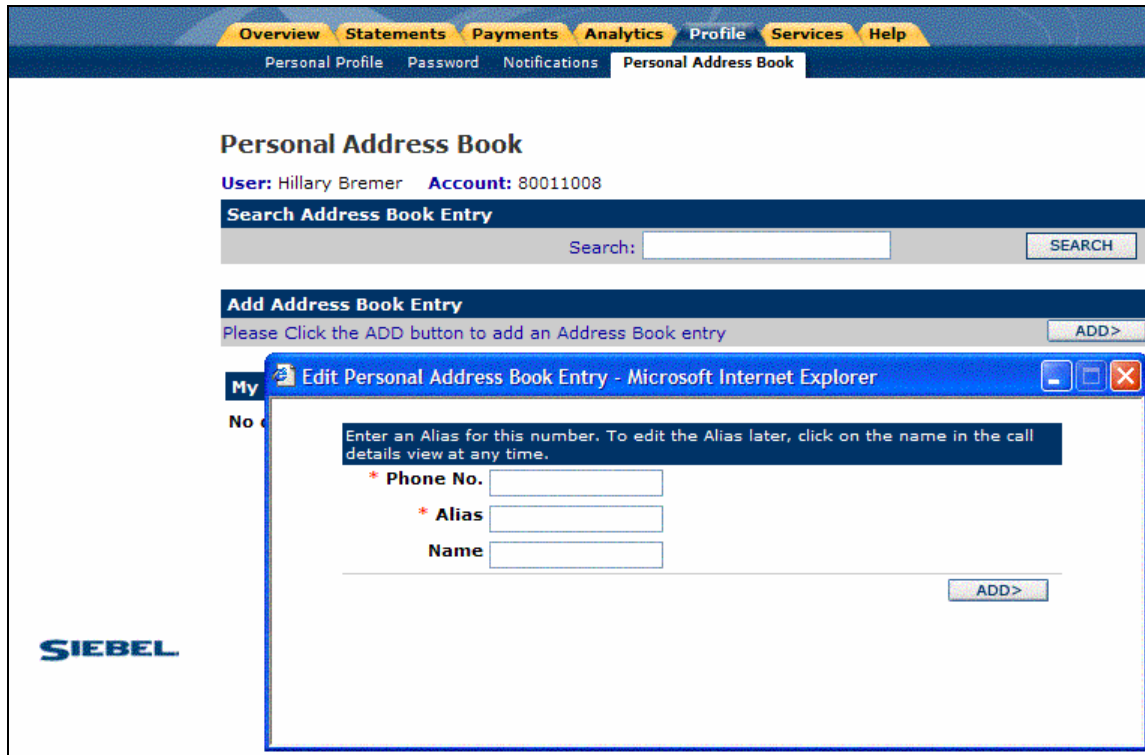 Overview Statements Payments Analytics Profile Services Help
Personal Profile Password Notifications Personal Address Book
Personal Address Book
User: Hillary Bremer Account: 80011008
Search Address Book Entry
Search: SEARCH
Add Address Book Entry
Please Click the ADD button to add an Address Book entry ADD>
My
No
Edit Personal Address Book Entry - Microsoft Internet Explorer
Enter an Alias for this number. To edit the Alias later, click on the name in the call
details view at any time.
* Phone No.
* Alias
Name
ADD>
SIEBEL.